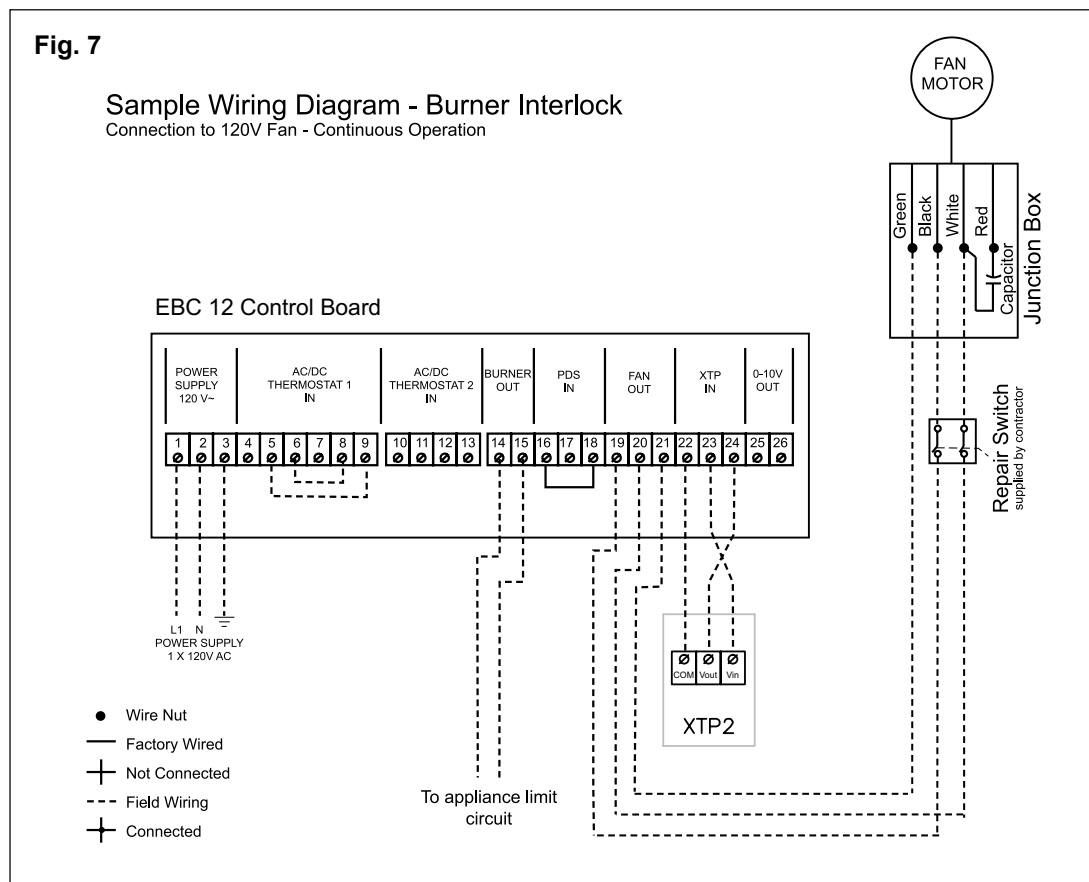 Fig. 7
Sample Wiring Diagram - Burner Interlock
Connection to 120V Fan - Continuous Operation
FAN
MOTOR
Green
Black
White
Red
Capacitor
Junction Box
Repair Switch
supplied by contractor
EBC 12 Control Board
POWER
SUPPLY
120 V~
AC/DC
THERMOSTAT 1
IN
AC/DC
THERMOSTAT 2
IN
BURNER
OUT
PDS
IN
FAN
OUT
XTP
IN
0-10V
OUT
1 2 3 4 5 6 7 8 9 10 11 12 13 14 15 16 17 18 19 20 21 22 23 24 25 26
L1 N
POWER SUPPLY
1 X 120V AC
COM Vout Vin
XTP2
To appliance limit
circuit
Wire Nut
Factory Wired
Not Connected
Field Wiring
Connected